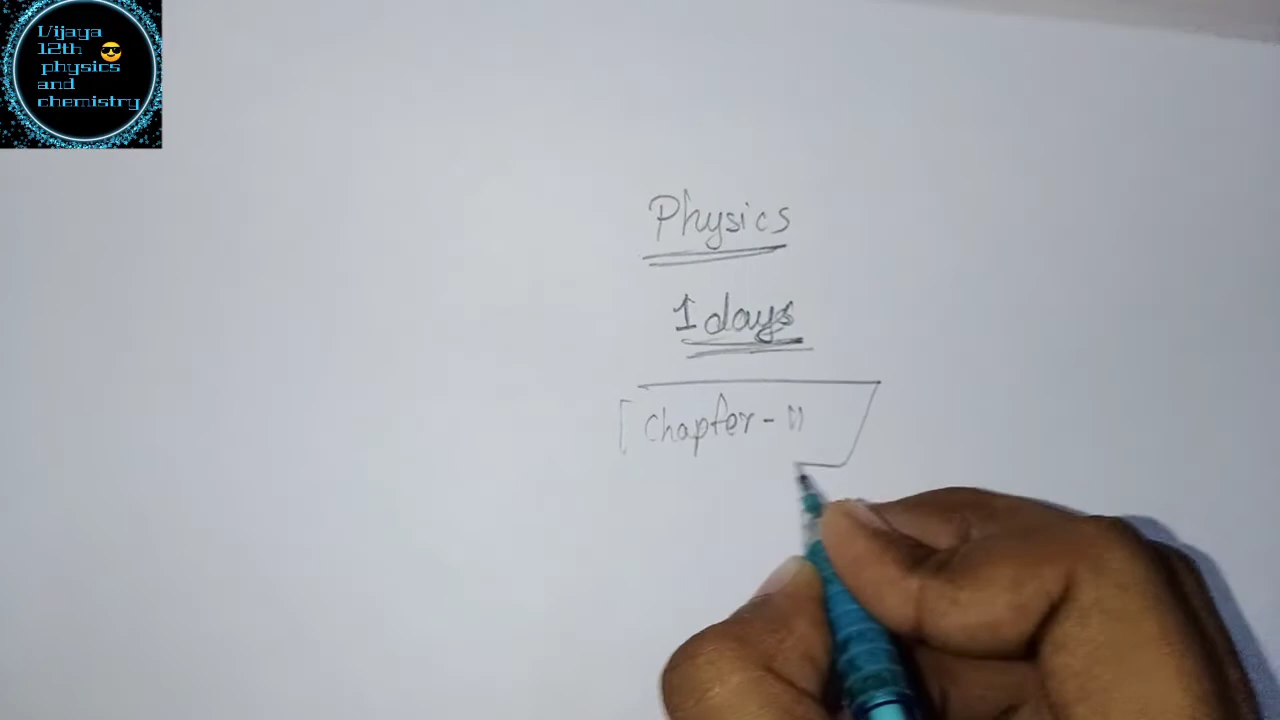 Vijaya
12th 😎
physics
and
chemistry
Physics
1 days
Chapter - 11